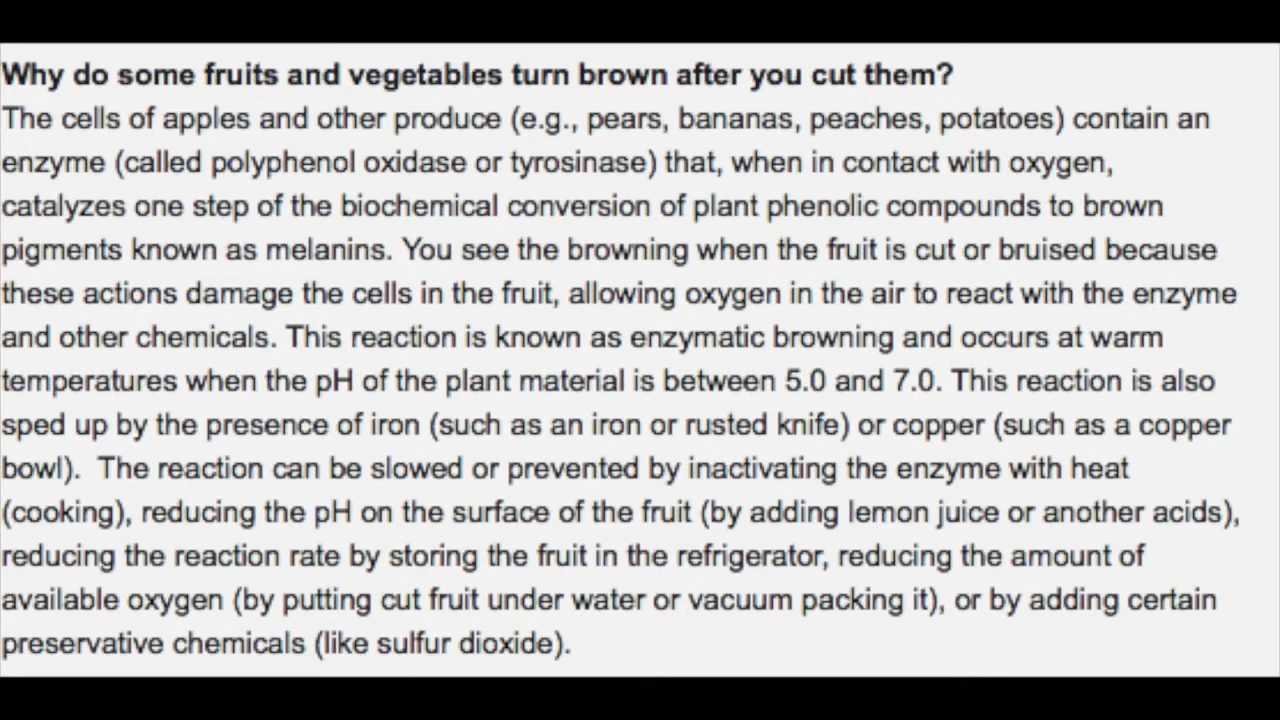 Why do some fruits and vegetables turn brown after you cut them?
The cells of apples and other produce (e.g., pears, bananas, peaches, potatoes) contain an
enzyme (called polyphenol oxidase or tyrosinase) that, when in contact with oxygen,
catalyzes one step of the biochemical conversion of plant phenolic compounds to brown
pigments known as melanins. You see the browning when the fruit is cut or bruised because
these actions damage the cells in the fruit, allowing oxygen in the air to react with the enzyme
and other chemicals. This reaction is known as enzymatic browning and occurs at warm
temperatures when the pH of the plant material is between 5.0 and 7.0. This reaction is also
sped up by the presence of iron (such as an iron or rusted knife) or copper (such as a copper
bowl).  The reaction can be slowed or prevented by inactivating the enzyme with heat
(cooking), reducing the pH on the surface of the fruit (by adding lemon juice or another acids),
reducing the reaction rate by storing the fruit in the refrigerator, reducing the amount of
available oxygen (by putting cut fruit under water or vacuum packing it), or by adding certain
preservative chemicals (like sulfur dioxide).